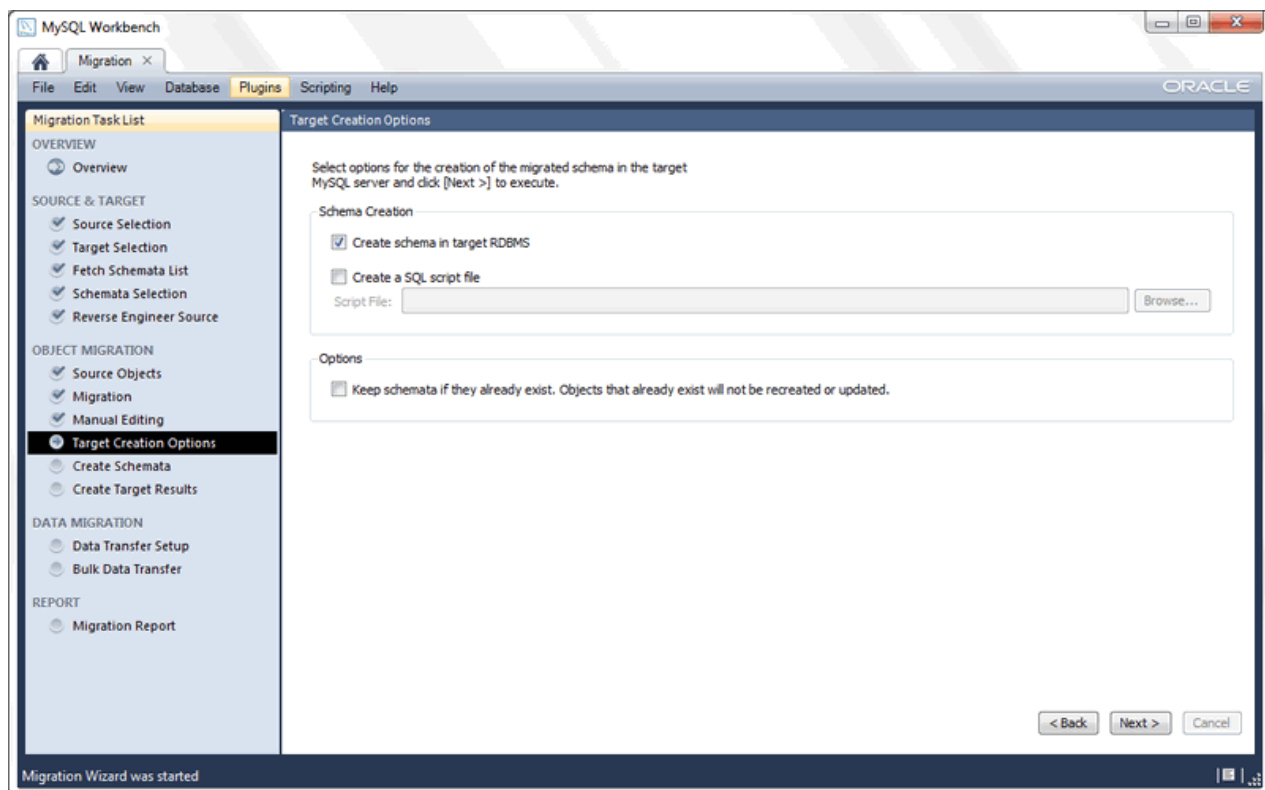 MySQL Workbench
Migration
File Edit View Database Plugins Scripting Help
ORACLE
Migration Task List
OVERVIEW
Overview
SOURCE & TARGET
Source Selection
Target Selection
Fetch Schemata List
Schemata Selection
Reverse Engineer Source
OBJECT MIGRATION
Source Objects
Migration
Manual Editing
Target Creation Options
Create Schemata
Create Target Results
DATA MIGRATION
Data Transfer Setup
Bulk Data Transfer
REPORT
Migration Report
Target Creation Options
Select options for the creation of the migrated schema in the target
MySQL server and click [Next >] to execute.
Schema Creation
Create schema in target RDBMS
Create a SQL script file
Script File: Browse...
Options
Keep schemata if they already exist. Objects that already exist will not be recreated or updated.
< Back Next > Cancel
Migration Wizard was started